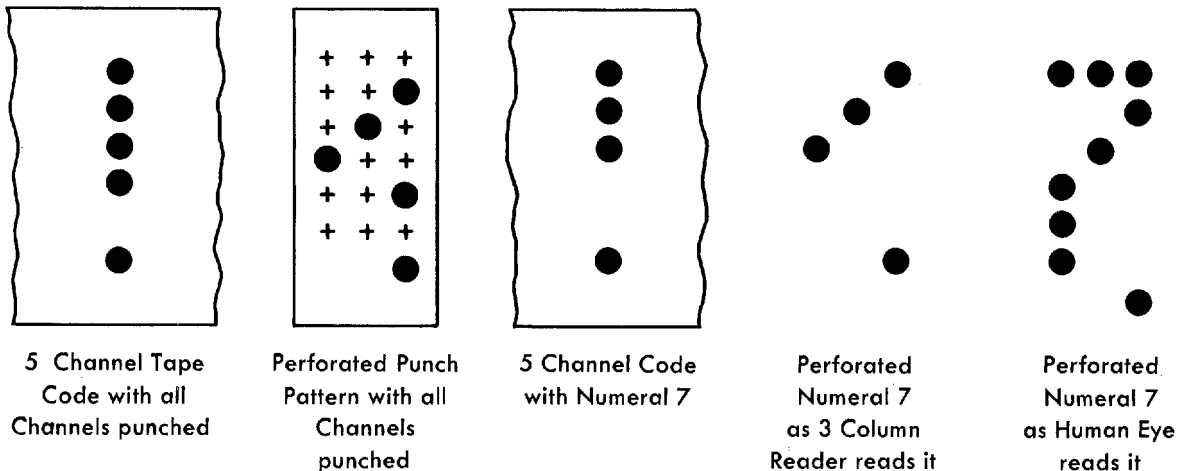 5 Channel Tape
Code with all
Channels punched
Perforated Punch
Pattern with all
Channels
punched
5 Channel Code
with Numeral 7
Perforated
Numeral 7
as 3 Column
Reader reads it
Perforated
Numeral 7
as Human Eye
reads it